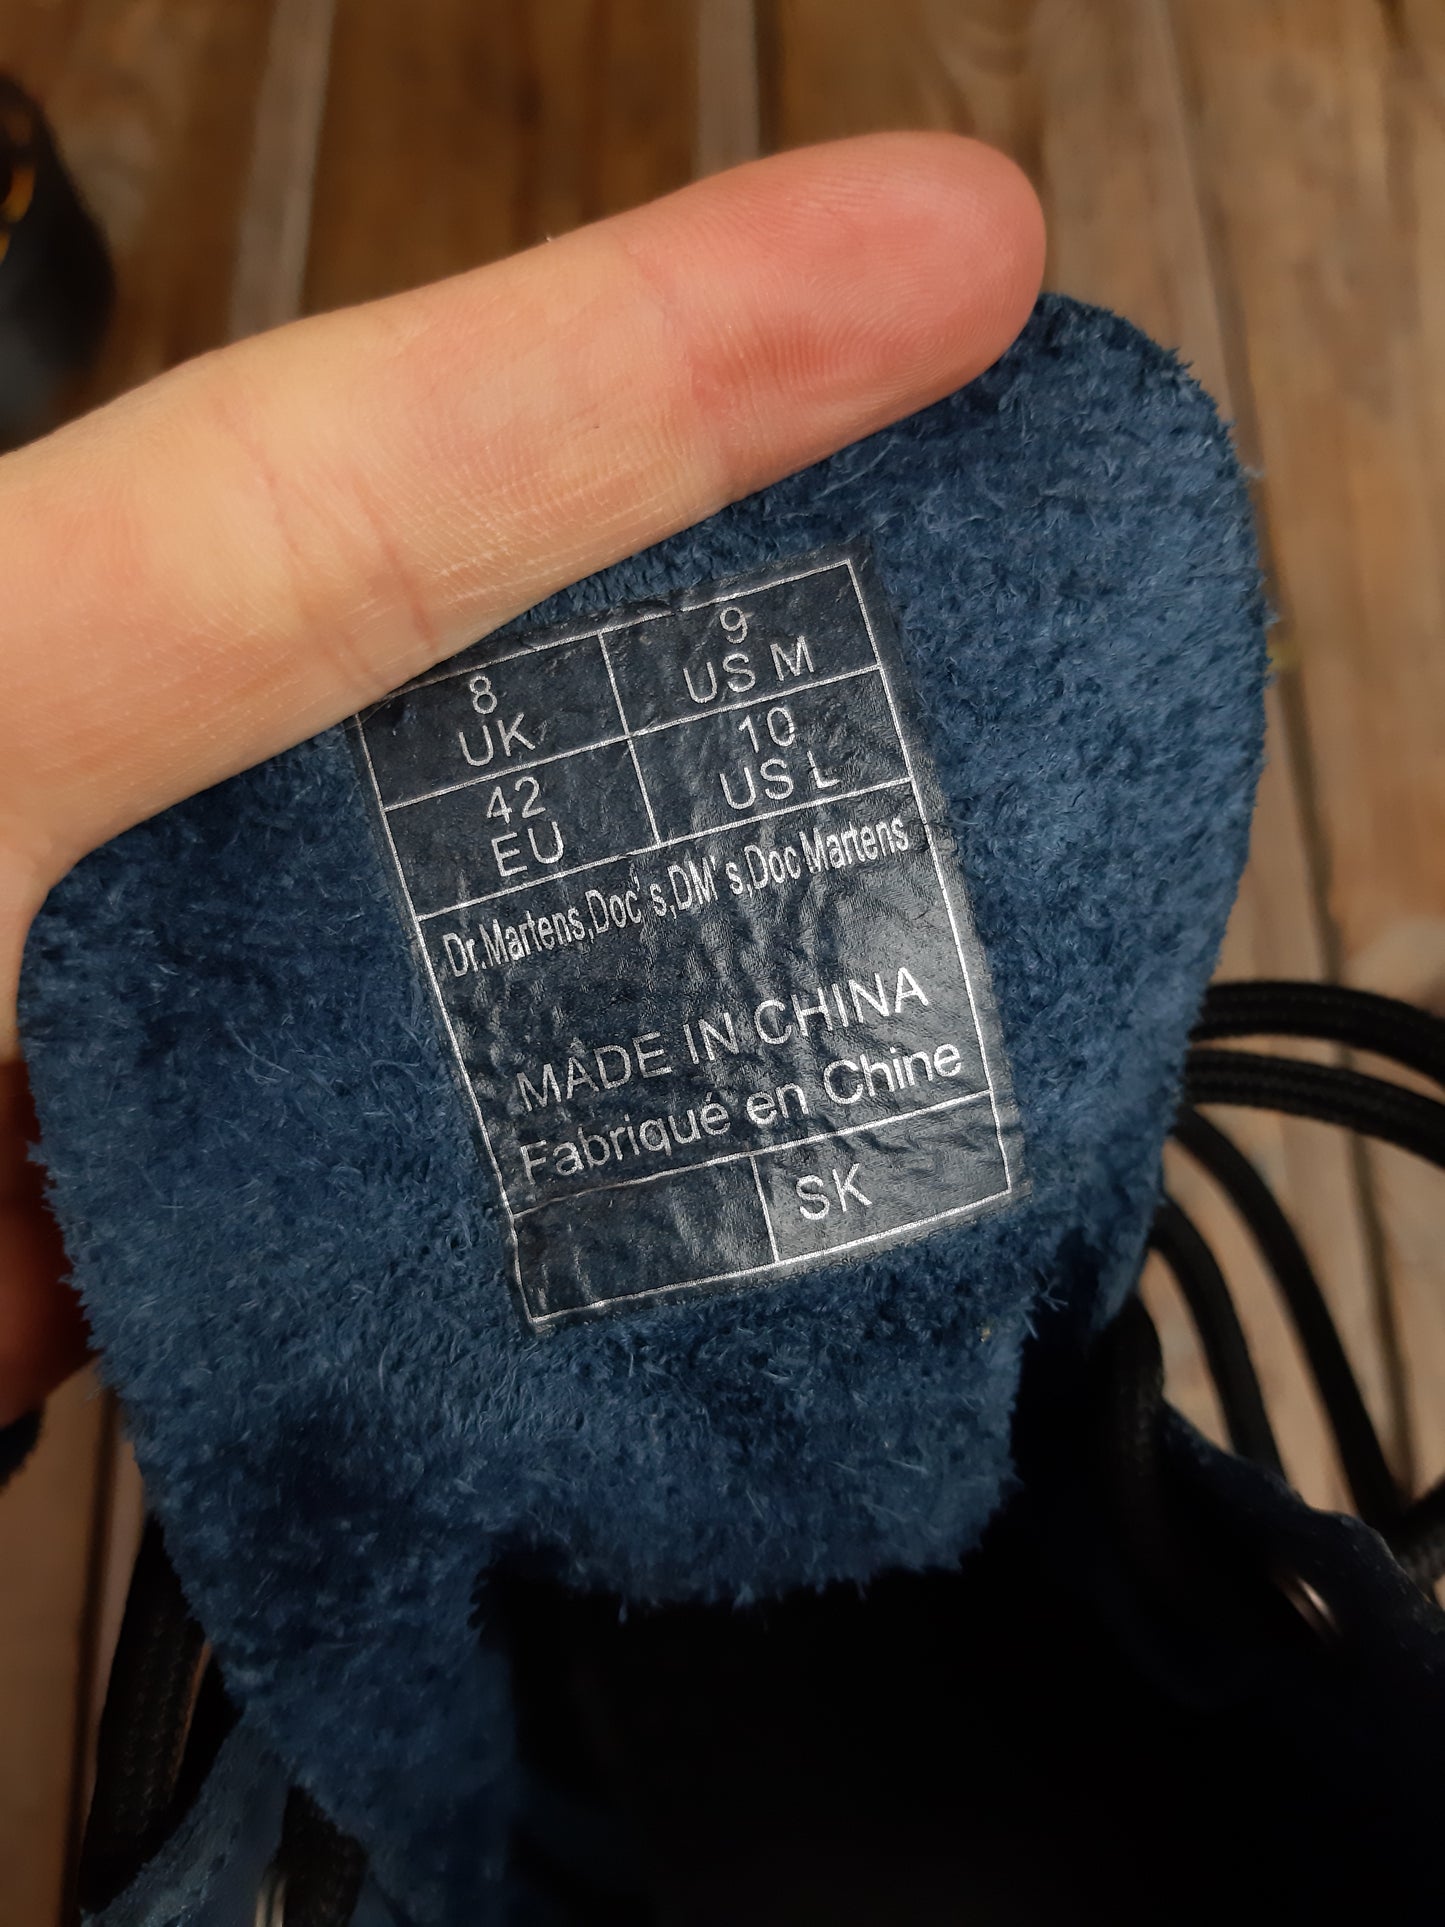 8
UK
9
US M
42
EU
10
US L
Dr.Martens,Doc's,DM's,Doc Martens
MADE IN CHINA
Fabriqué en Chine
SK